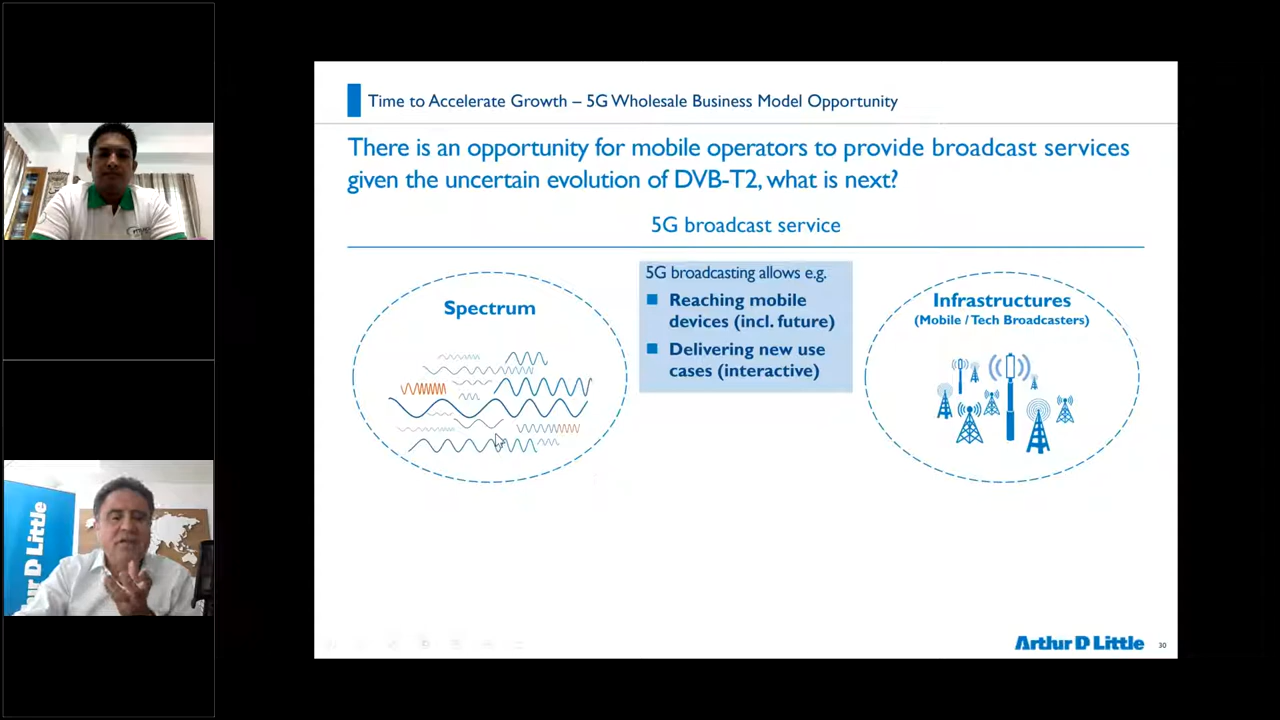 Time to Accelerate Growth – 5G Wholesale Business Model Opportunity
There is an opportunity for mobile operators to provide broadcast services
given the uncertain evolution of DVB-T2, what is next?
5G broadcast service
Spectrum
5G broadcasting allows e.g.
Reaching mobile
devices (incl. future)
Delivering new use
cases (interactive)
Infrastructures
(Mobile / Tech Broadcasters)
Arthur D Little
30
ur D Little